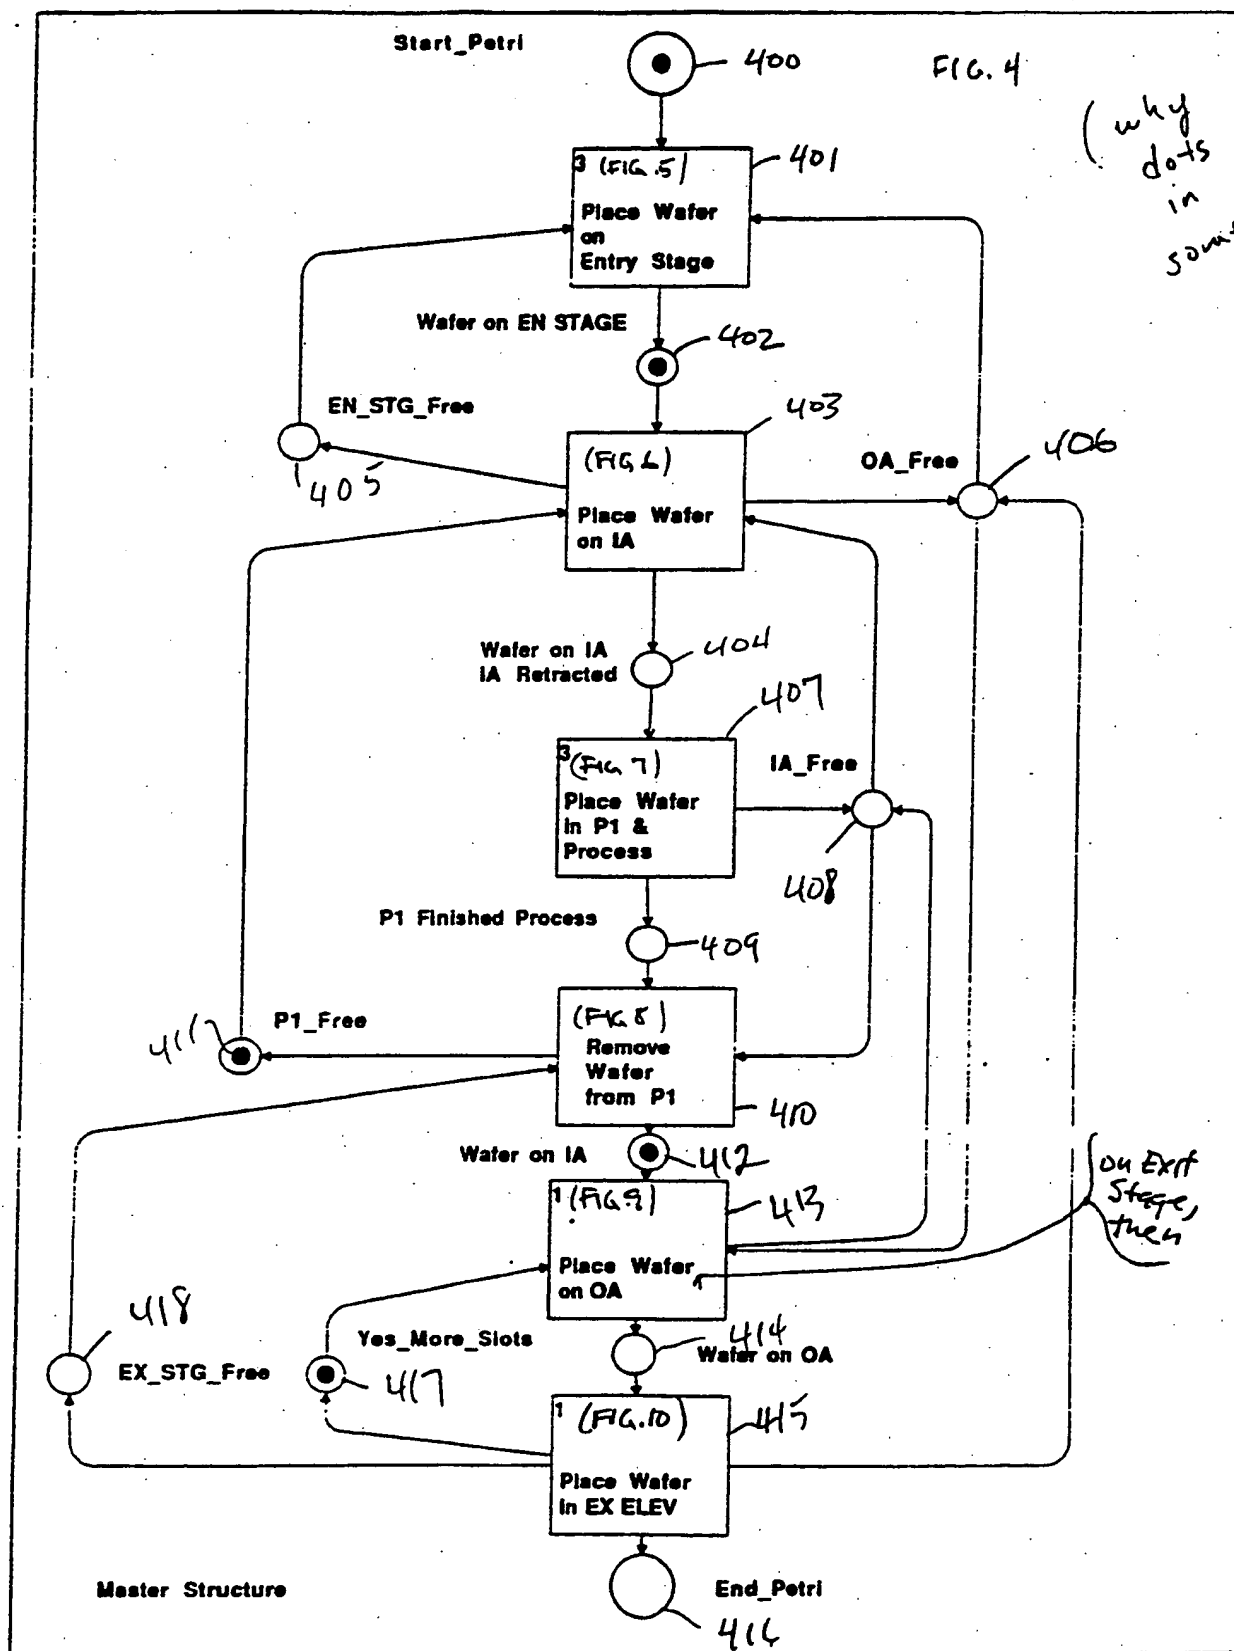 Start_Petri
400
FIG. 4
(why
dots
in
401
3 (FIG. 5)
Place Wafer
on
Entry Stage
Wafer on EN STAGE
402
EN_STG_Free
405
403
(FIG. 6)
Place Wafer
on IA
OA_Free
406
Wafer on IA
IA Retracted
404
407
3 (FIG. 7)
Place Wafer
in P1 &
Process
IA_Free
408
P1 Finished Process
409
P1_Free
411
(FIG. 8)
Remove
Wafer
from P1
410
Wafer on IA
412
on Exit
Stage,
then
1 (FIG. 9)
413
Place Wafer
on OA
418
EX_STG_Free
Yes_More_Slots
417
414
Wafer on OA
1 (FIG. 10)
415
Place Wafer
in EX ELEV
Master Structure
End_Petri
416